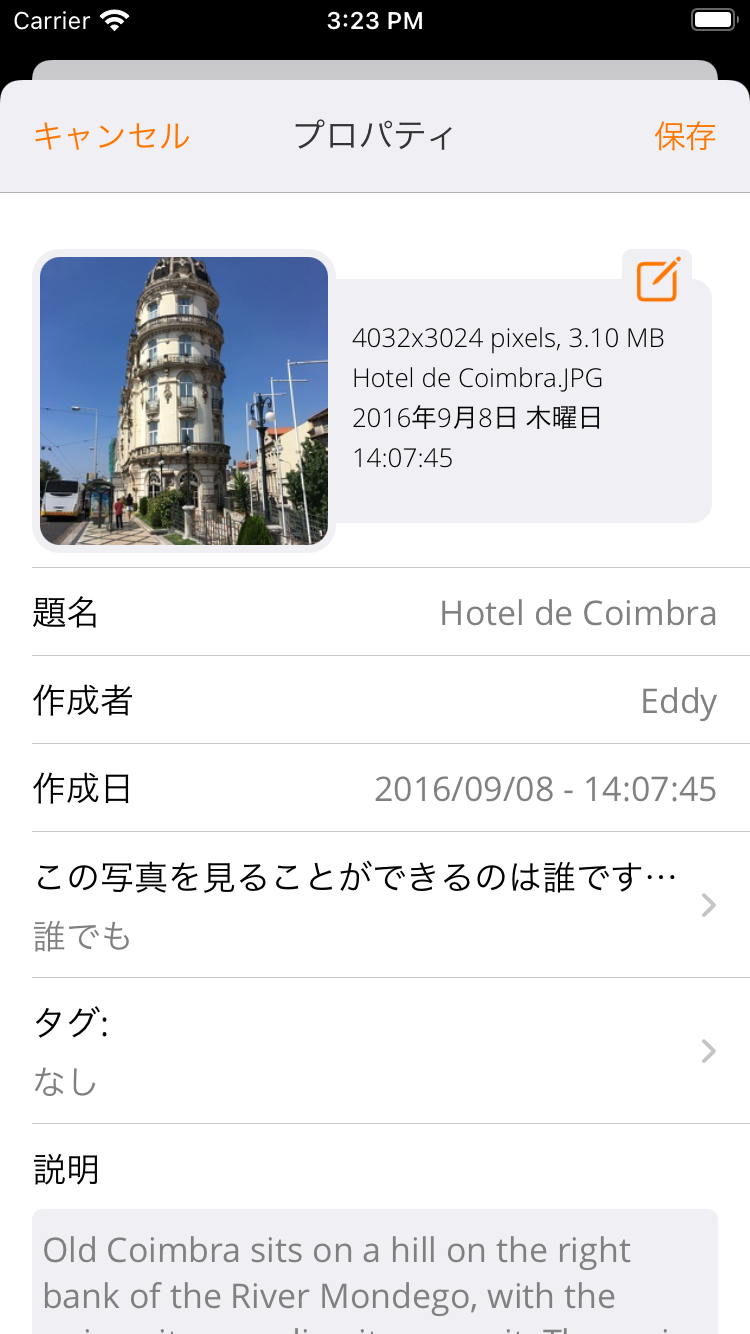 Carrier 3:23 PM
キャンセル プロパティ 保存
4032x3024 pixels, 3.10 MB
Hotel de Coimbra.JPG
2016年9月8日 木曜日
14:07:45
題名 Hotel de Coimbra
作成者 Eddy
作成日 2016/09/08 - 14:07:45
この写真を見ることができるのは誰です…
誰でも
タグ:
なし
説明
Old Coimbra sits on a hill on the right
bank of the River Mondego, with the